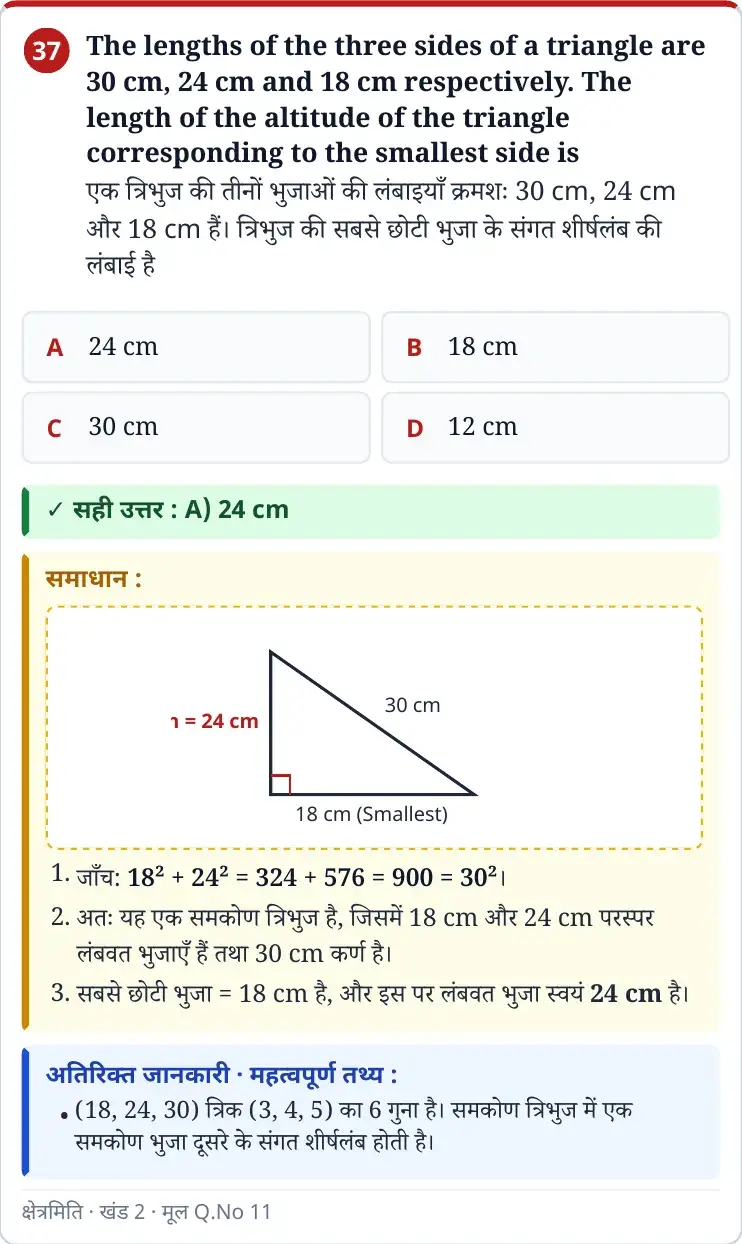 37
The lengths of the three sides of a triangle are
30 cm, 24 cm and 18 cm respectively. The
length of the altitude of the triangle
corresponding to the smallest side is
एक त्रिभुज की तीनों भुजाओं की लंबाइयाँ क्रमशः 30 cm, 24 cm
और 18 cm हैं। त्रिभुज की सबसे छोटी भुजा के संगत शीर्षलंब की
लंबाई है
A 24 cm
B 18 cm
C 30 cm
D 12 cm
✓ सही उत्तर : A) 24 cm
समाधान :
30 cm
= 24 cm
18 cm (Smallest)
1. जाँच: 18² + 24² = 324 + 576 = 900 = 30²।
2. अतः यह एक समकोण त्रिभुज है, जिसमें 18 cm और 24 cm परस्पर
लंबवत भुजाएँ हैं तथा 30 cm कर्ण है।
3. सबसे छोटी भुजा = 18 cm है, और इस पर लंबवत भुजा स्वयं 24 cm है।
अतिरिक्त जानकारी · महत्वपूर्ण तथ्य :
• (18, 24, 30) त्रिक (3, 4, 5) का 6 गुना है। समकोण त्रिभुज में एक
समकोण भुजा दूसरे के संगत शीर्षलंब होती है।
क्षेत्रमिति · खंड 2 · मूल Q.No 11